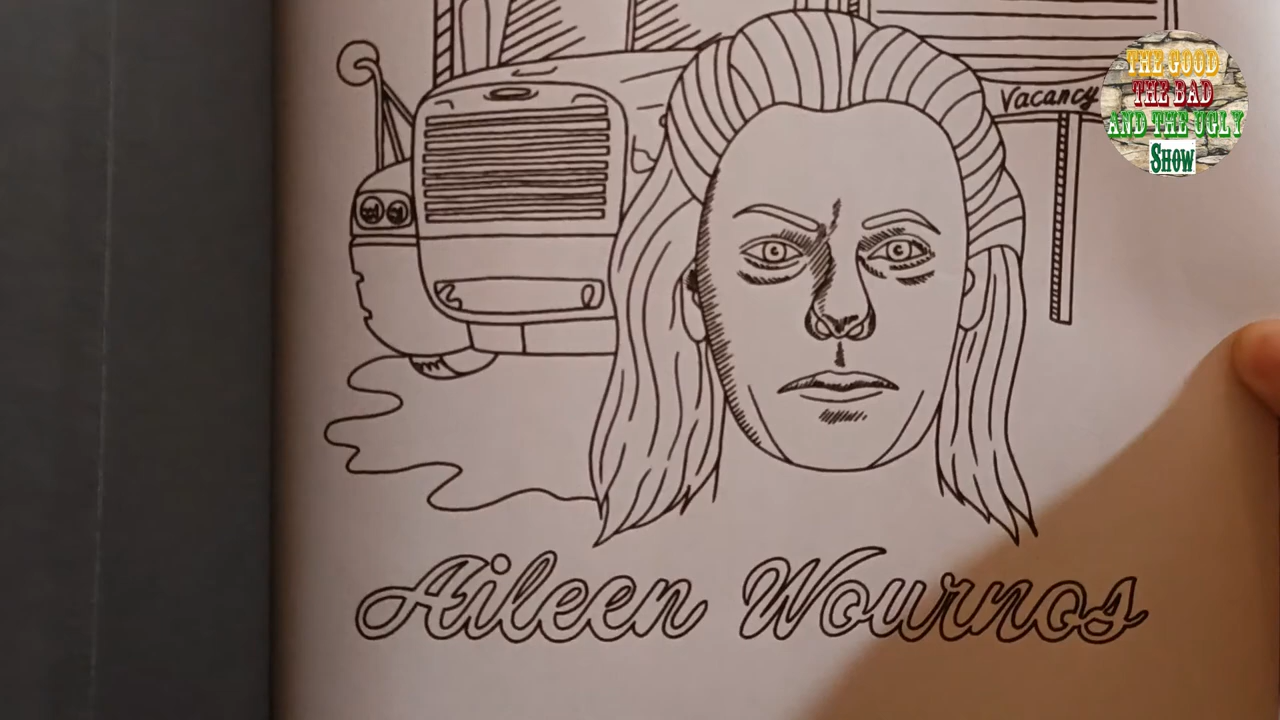 Vacancy
THE GOOD
THE BAD
AND THE UGLY
SHOW
Aileen Wournos